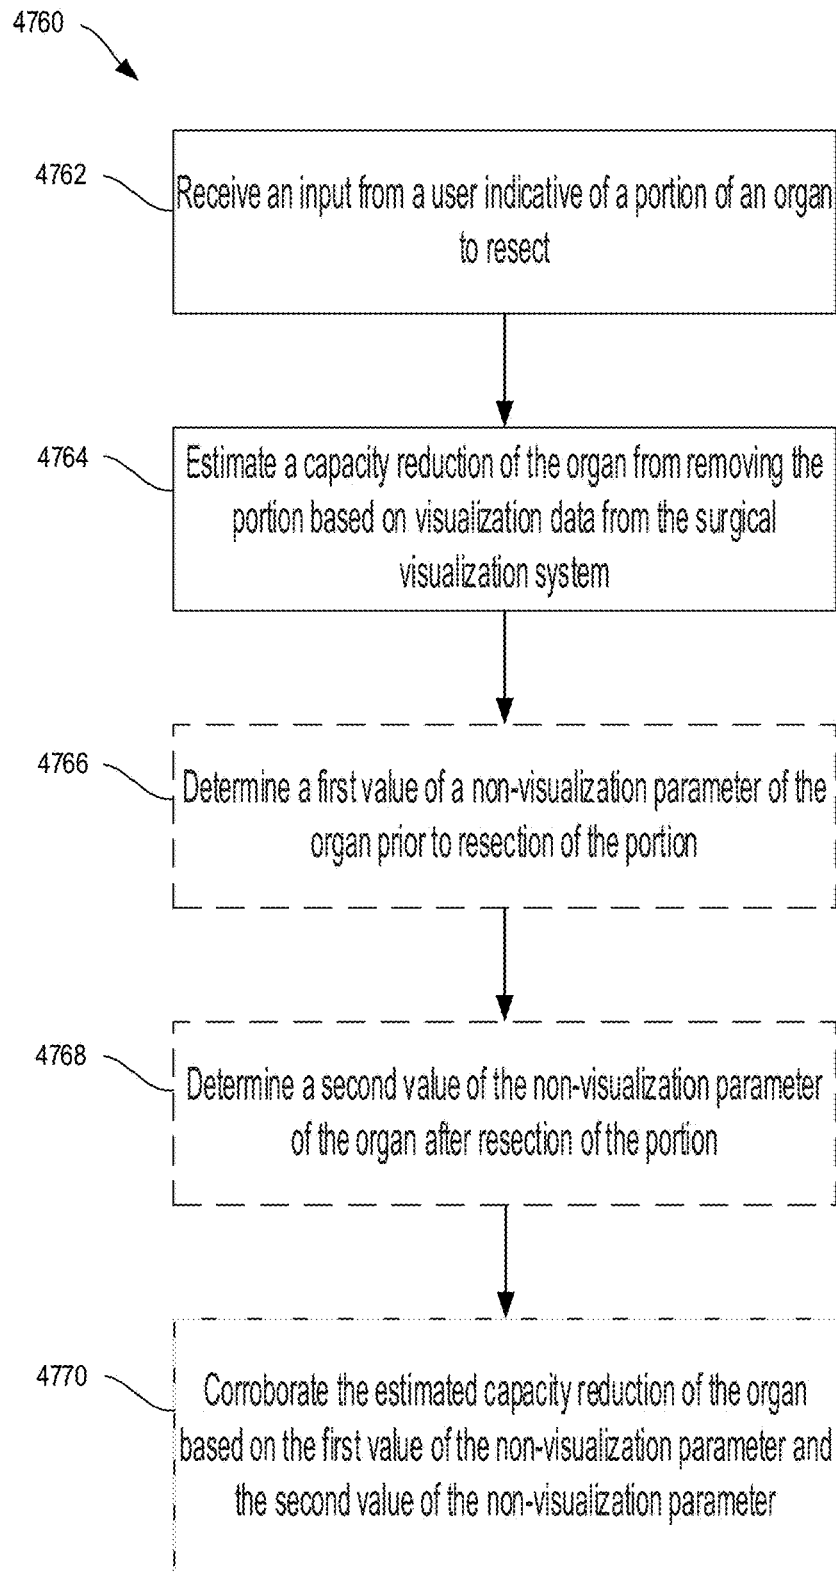 4760
4762
Receive an input from a user indicative of a portion of an organ
to resect
4764
Estimate a capacity reduction of the organ from removing the
portion based on visualization data from the surgical
visualization system
4766
Determine a first value of a non-visualization parameter of the
organ prior to resection of the portion
4768
Determine a second value of the non-visualization parameter
of the organ after resection of the portion
4770
Corroborate the estimated capacity reduction of the organ
based on the first value of the non-visualization parameter and
the second value of the non-visualization parameter